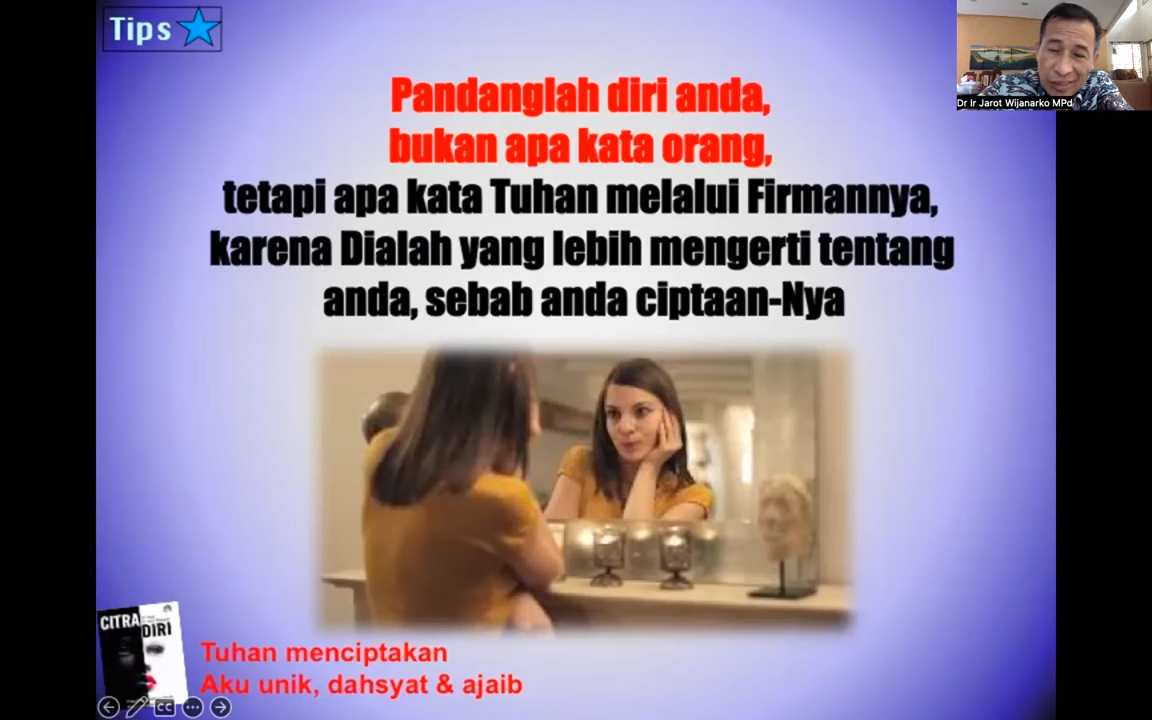 Tips
Dr Ir Jarot Wijanarko MPd
Pandanglah diri anda,
bukan apa kata orang,
tetapi apa kata Tuhan melalui Firmannya,
karena Dialah yang lebih mengerti tentang
anda, sebab anda ciptaan-Nya
CITRA
DIRI
Tuhan menciptakan
Aku unik, dahsyat & ajaib
CC